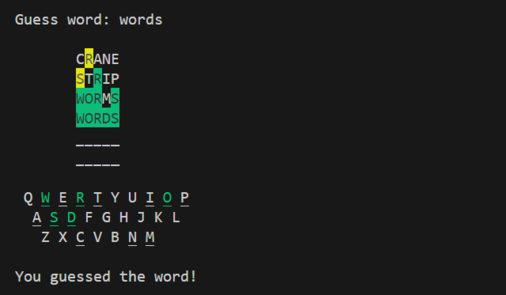 Guess word: words
CRANE
STRIP
WORMS
WORDS
_____
_____
Q W E R T Y U I O P
A S D F G H J K L
Z X C V B N M
You guessed the word!